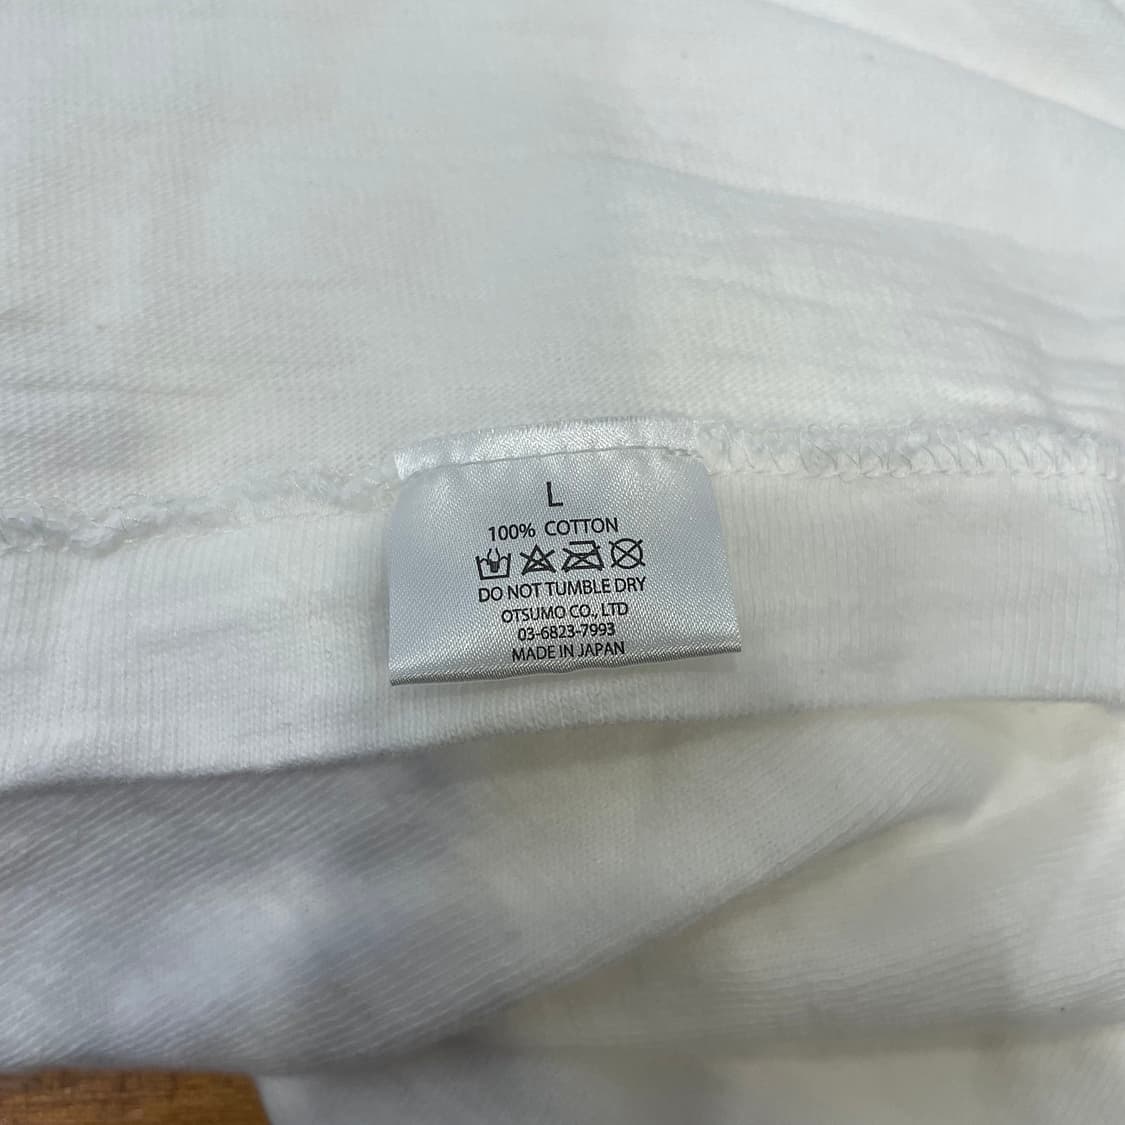 L
100% COTTON
DO NOT TUMBLE DRY
OTSUMO CO., LTD
03-6823-7993
MADE IN JAPAN